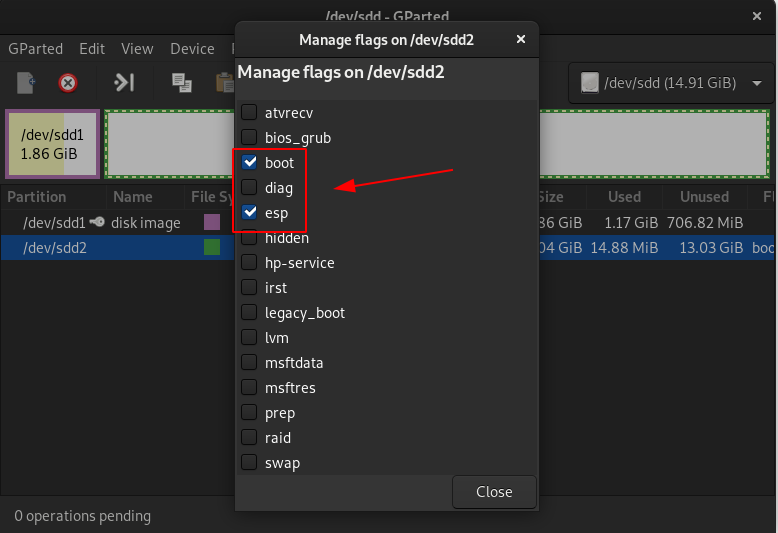 /dev/sdd - GParted
Manage flags on /dev/sdd2
GParted Edit View Device
/dev/sdd (14.91 GiB)
/dev/sdd1
1.86 GiB
Manage flags on /dev/sdd2
atvrecv
bios_grub
boot
diag
esp
hidden
hp-service
irst
legacy_boot
lvm
msftdata
msftres
prep
raid
swap
Close
Partition Name File Sy Size Used Unused Fl
/dev/sdd1 disk image 86 GiB 1.17 GiB 706.82 MiB
/dev/sdd2 04 GiB 14.88 MiB 13.03 GiB boo
0 operations pending